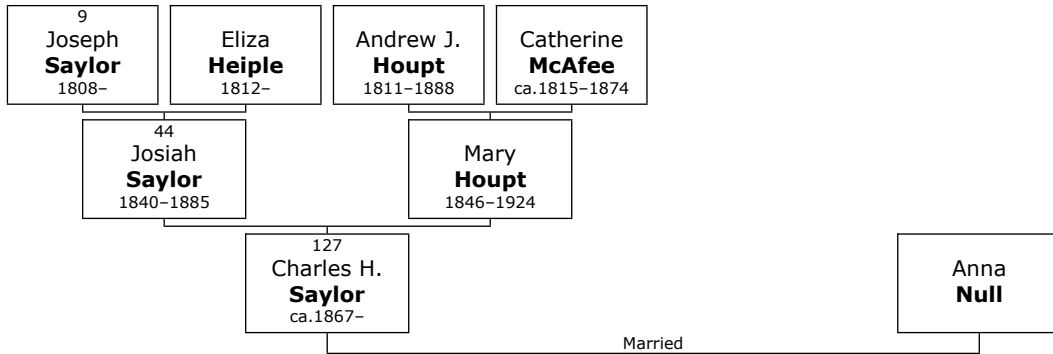 9
Joseph
Saylor
1808–
Eliza
Heiple
1812–
Andrew J.
Houpt
1811–1888
Catherine
McAfee
ca.1815–1874
44
Josiah
Saylor
1840–1885
Mary
Houpt
1846–1924
127
Charles H.
Saylor
ca.1867–
Anna
Null
Married